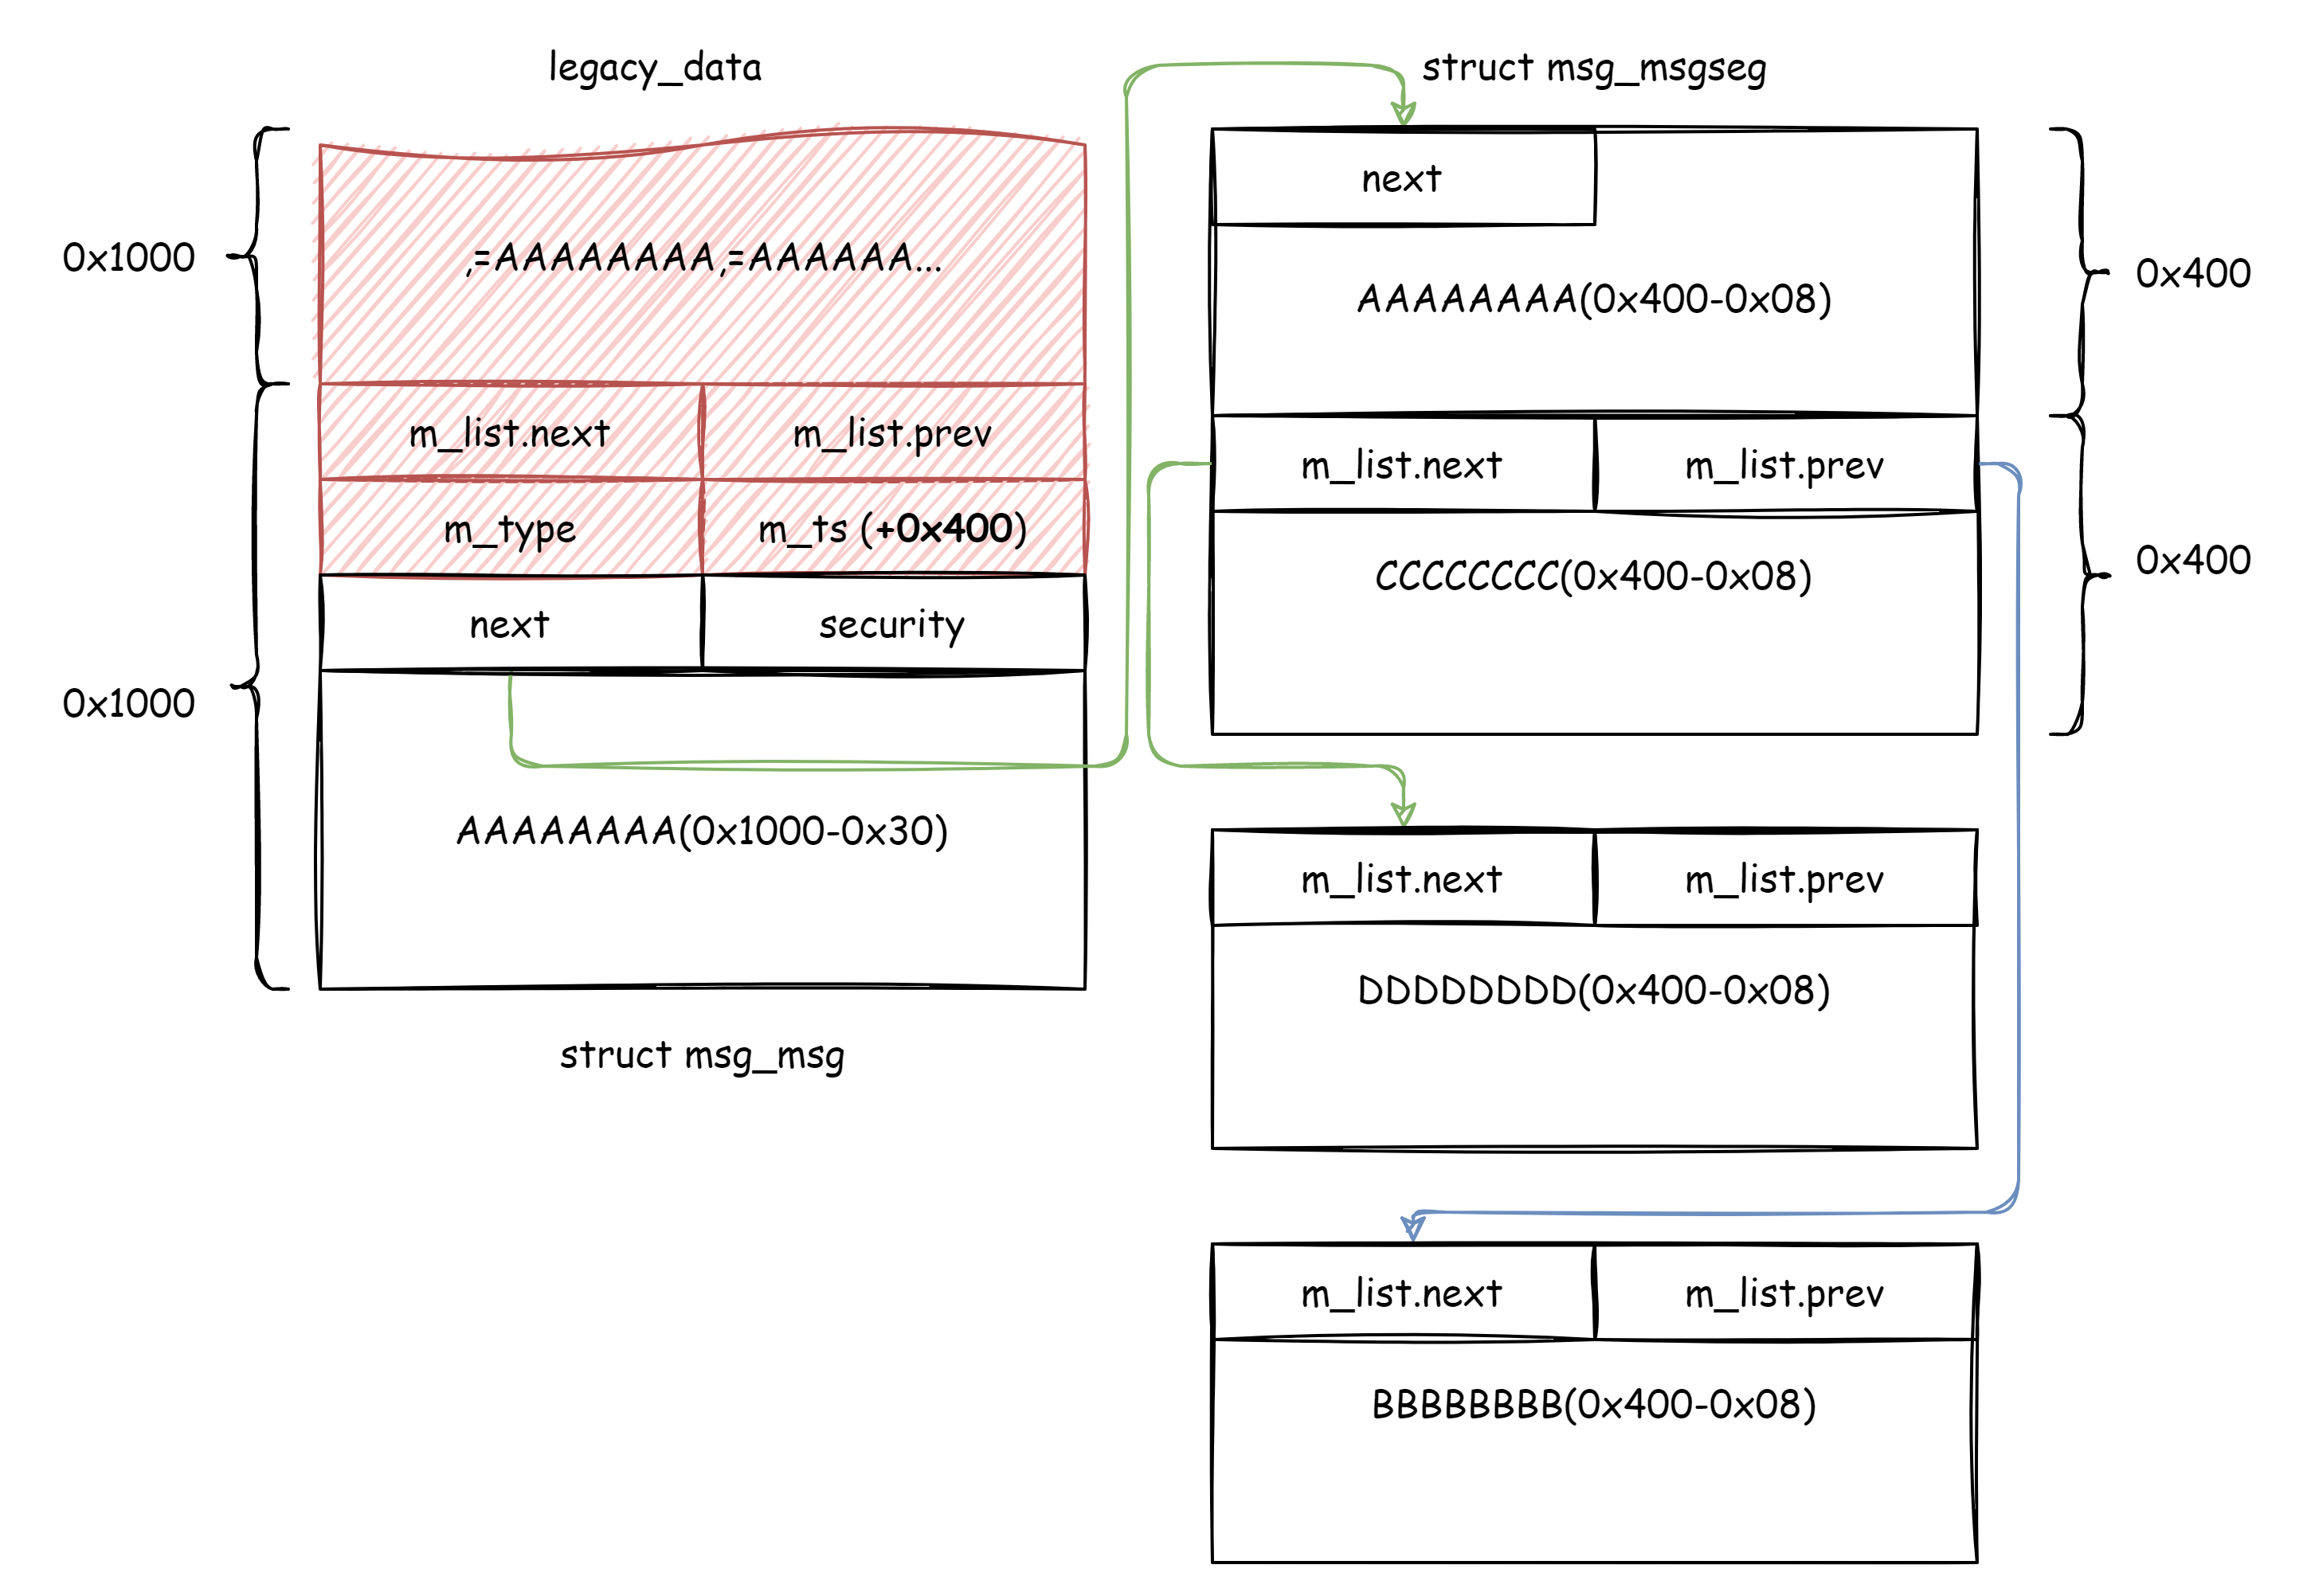 legacy_data
0x1000
,=AAAAAAAA,=AAAAAA...
m_list.next
m_list.prev
m_type
m_ts (+0x400)
next
security
0x1000
AAAAAAAA(0x1000-0x30)
struct msg_msg
struct msg_msgseg
next
AAAAAAAA(0x400-0x08)
0x400
m_list.next
m_list.prev
CCCCCCCC(0x400-0x08)
0x400
m_list.next
m_list.prev
DDDDDDDD(0x400-0x08)
m_list.next
m_list.prev
BBBBBBBB(0x400-0x08)